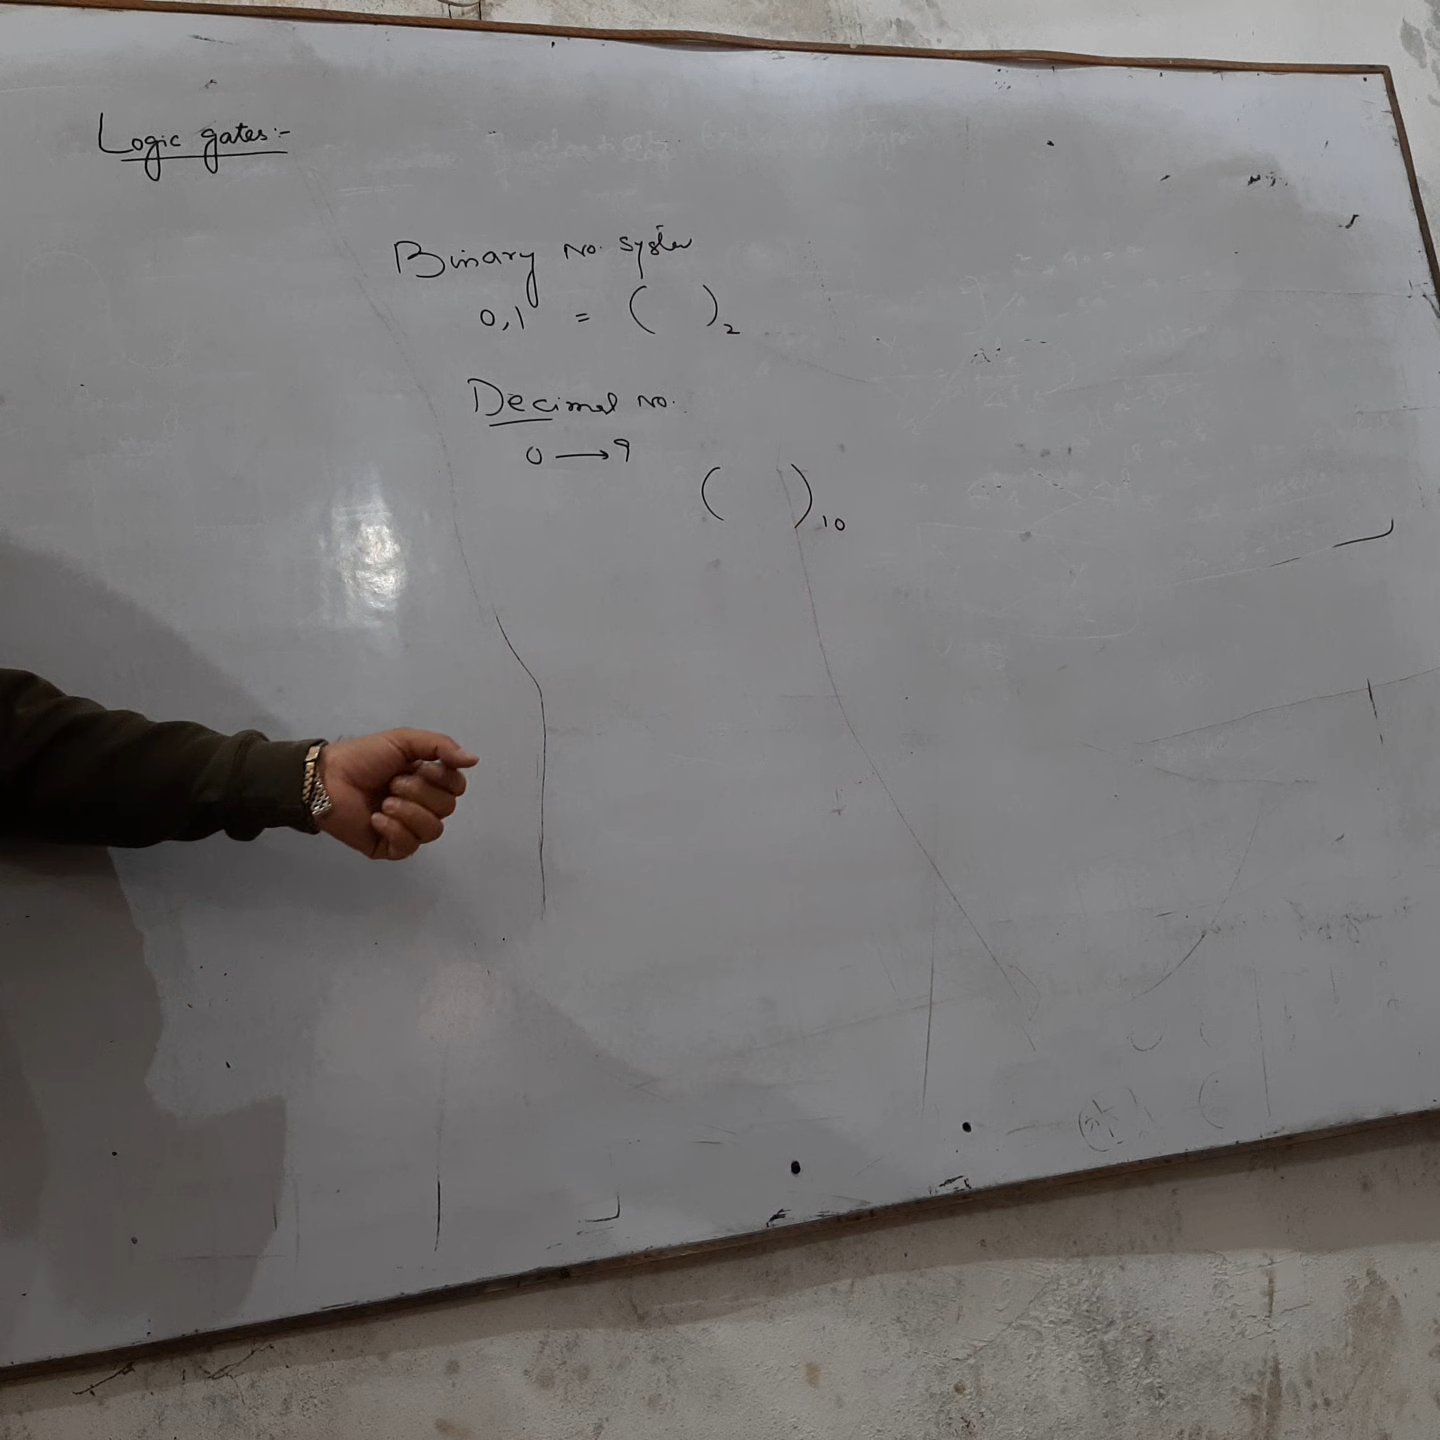 Logic gates:-
Binary No. system
0,1 = ( )2
Decimal No.
0 → 9
( )10